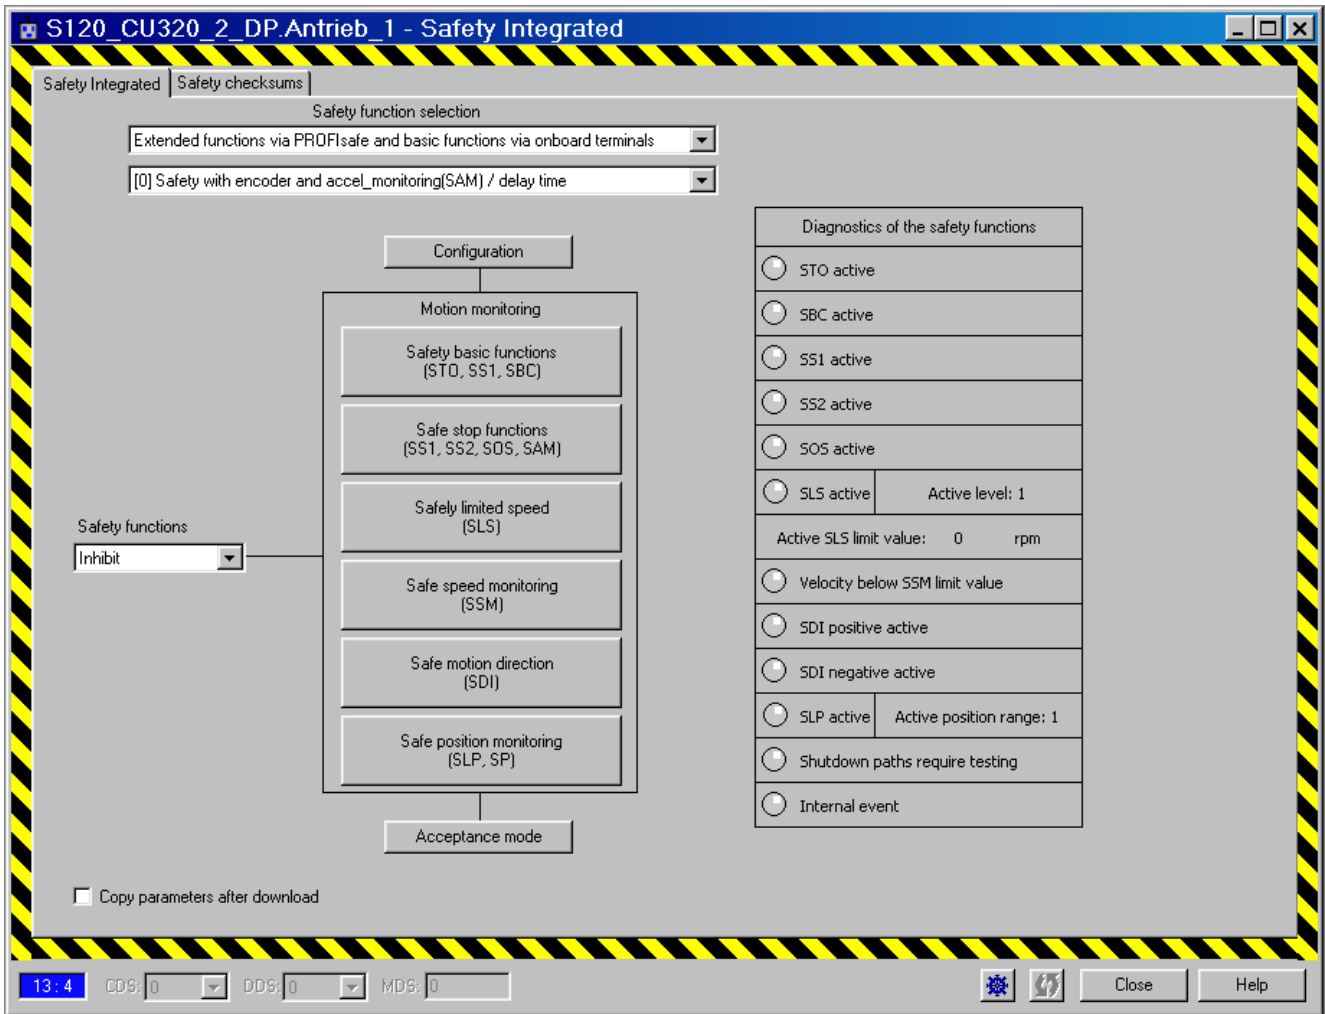 S120_CU320_2_DP.Antrieb_1 - Safety Integrated
Safety Integrated
Safety checksums
Safety function selection
Extended functions via PROFIsafe and basic functions via onboard terminals
[0] Safety with encoder and accel_monitoring(SAM) / delay time
Configuration
Motion monitoring
Safety basic functions
(STO, SS1, SBC)
Safe stop functions
(SS1, SS2, SOS, SAM)
Safely limited speed
(SLS)
Safe speed monitoring
(SSM)
Safe motion direction
(SDI)
Safe position monitoring
(SLP, SP)
Acceptance mode
Safety functions
Inhibit
Copy parameters after download
Diagnostics of the safety functions
STO active
SBC active
SS1 active
SS2 active
SOS active
SLS active Active level: 1
Active SLS limit value: 0 rpm
Velocity below SSM limit value
SDI positive active
SDI negative active
SLP active Active position range: 1
Shutdown paths require testing
Internal event
13 : 4 CDS: 0 DDS: 0 MDS: 0 Close Help